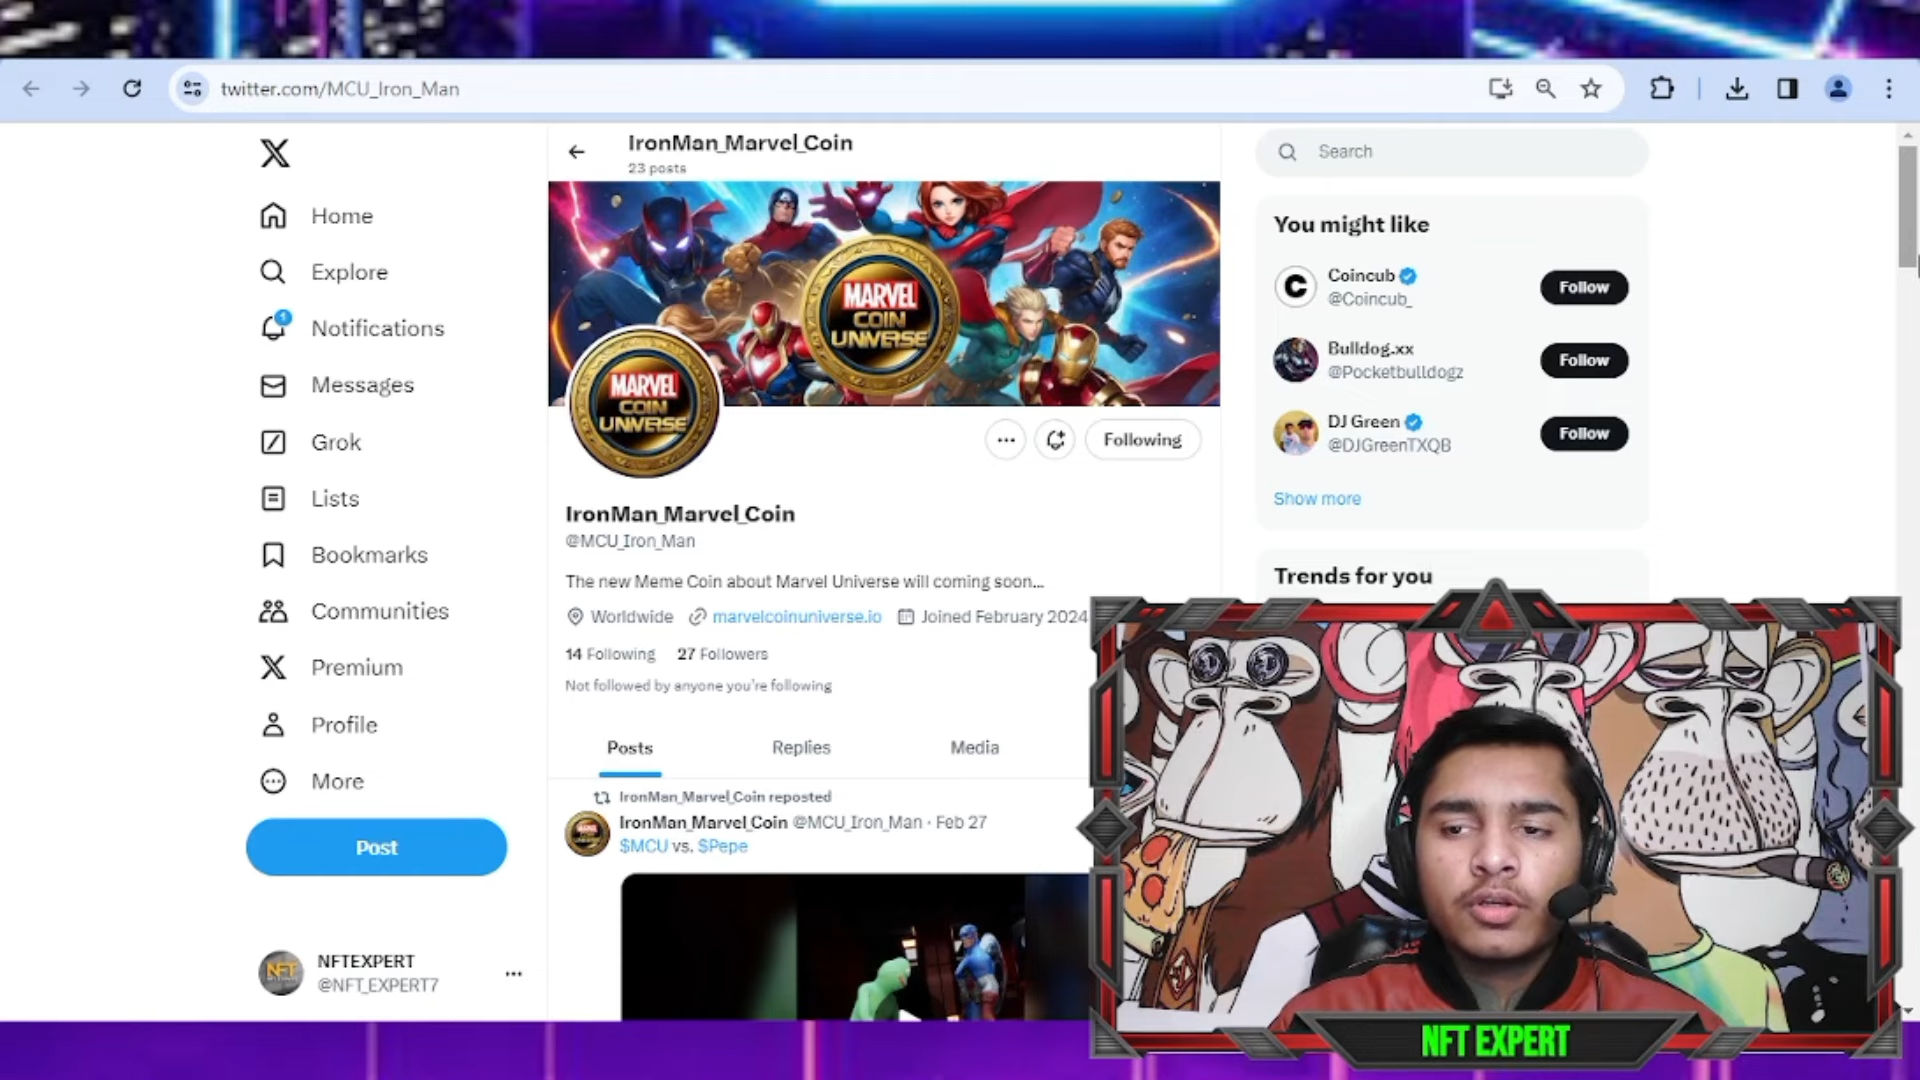 twitter.com/MCU_Iron_Man
IronMan_Marvel_Coin
23 posts
Home
Explore
1
Notifications
Messages
Grok
Lists
Bookmarks
Communities
Premium
Profile
More
Post
NFT
NFTEXPERT
@NFT_EXPERT7
MARVEL
COIN
UNIVERSE
MARVEL
COIN
UNIVERSE
Following
IronMan_Marvel_Coin
@MCU_Iron_Man
The new Meme Coin about Marvel Universe will coming soon...
Worldwide marvelcoinuniverse.io Joined February 2024
14 Following 27 Followers
Not followed by anyone you're following
Posts Replies Media
IronMan_Marvel_Coin reposted
IronMan_Marvel_Coin @MCU_Iron_Man · Feb 27
$MCU vs. $Pepe
Search
You might like
Coincub
@Coincub_
Follow
Bulldog.xx
@Pocketbulldogz
Follow
DJ Green
@DJGreenTXQB
Follow
Show more
Trends for you
NFT EXPERT